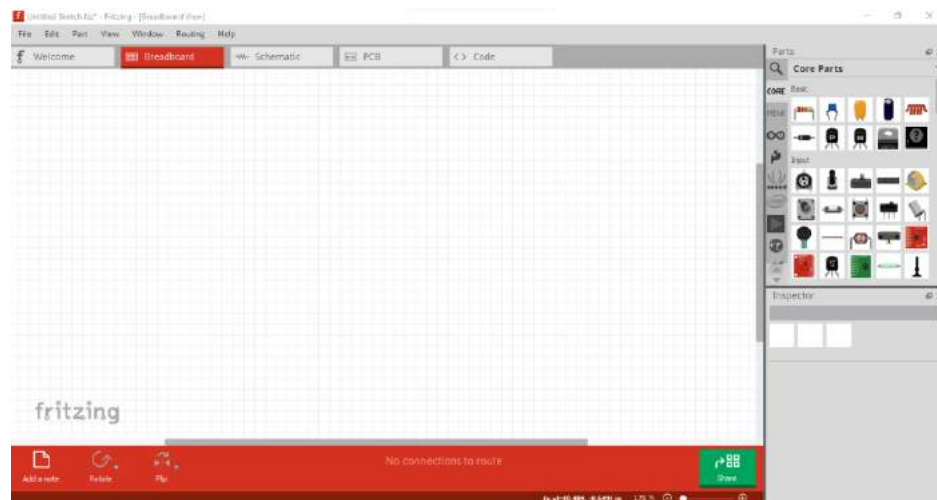 Untitled Sketch.fzz* - Fritzing - [Breadboard View]
File Edit Part View Window Routing Help
Welcome Breadboard Schematic PCB Code
Parts
Core Parts
CORE Basic
MINE
Input
Inspector
fritzing
No connections to route
Add a note Rotate Flip Share